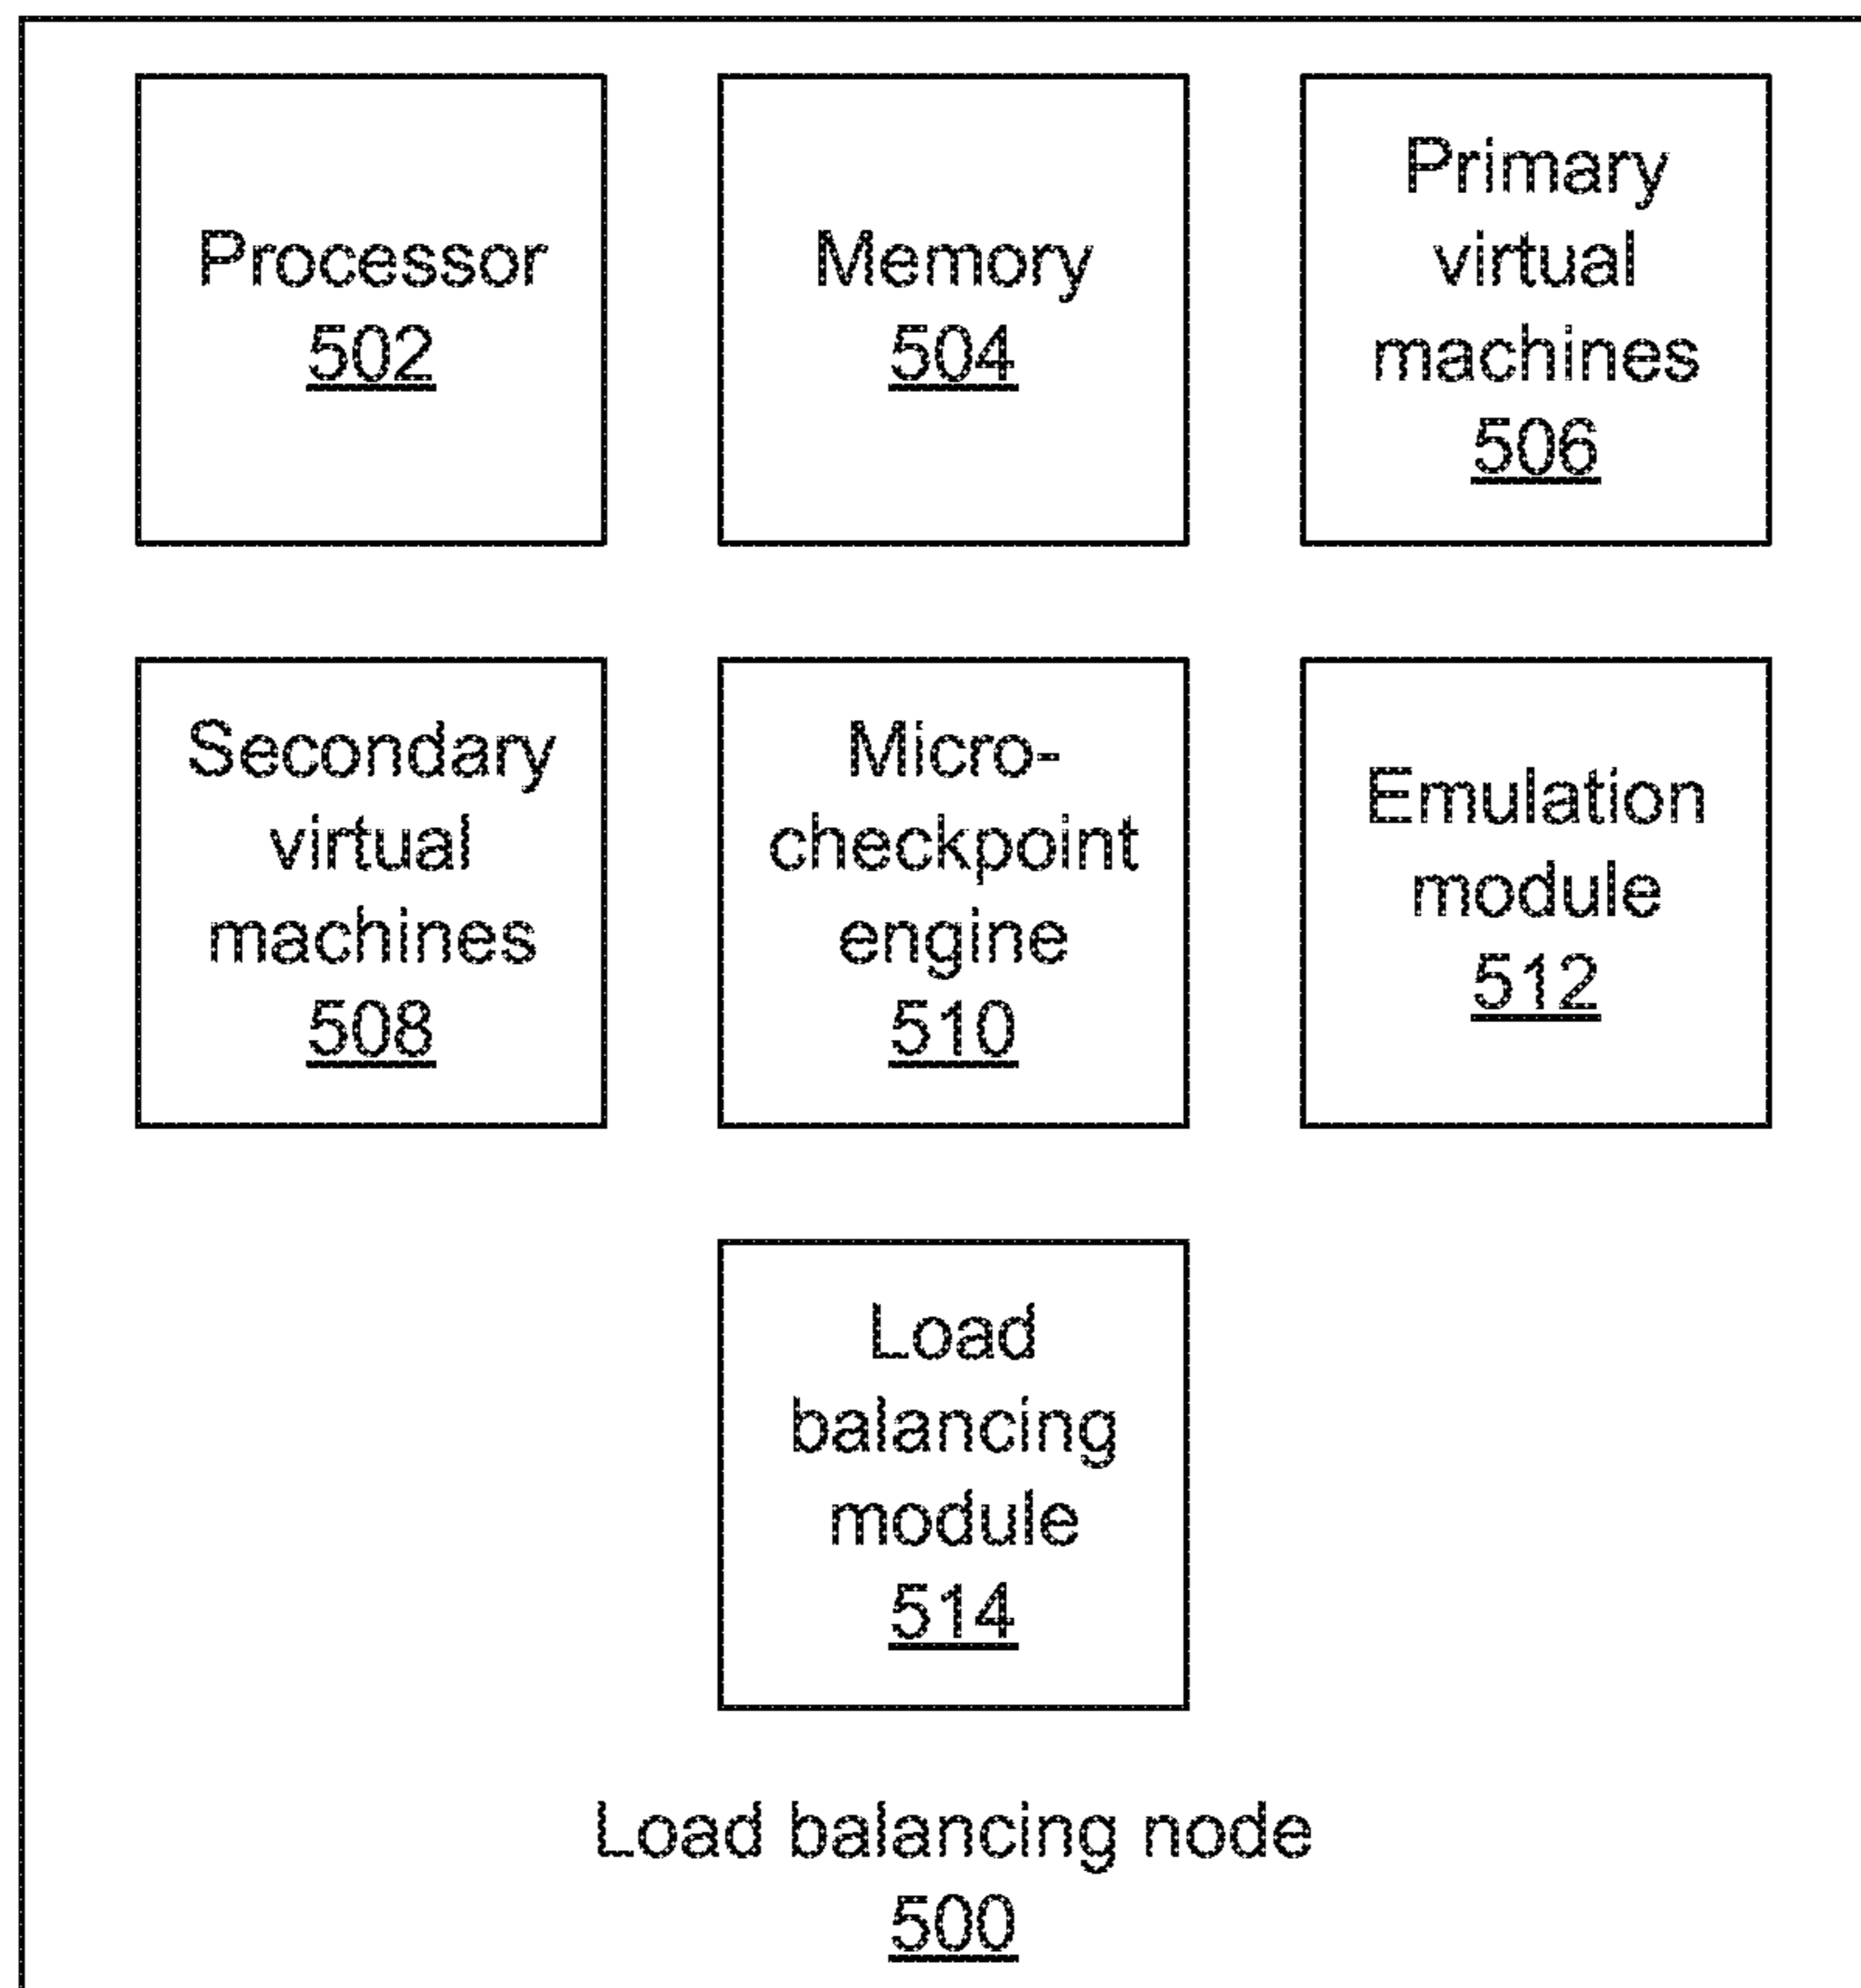 Processor
502
Memory
504
Primary
virtual
machines
506
Secondary
virtual
machines
508
Micro-
checkpoint
engine
510
Emulation
module
512
Load
balancing
module
514
Load balancing node
500